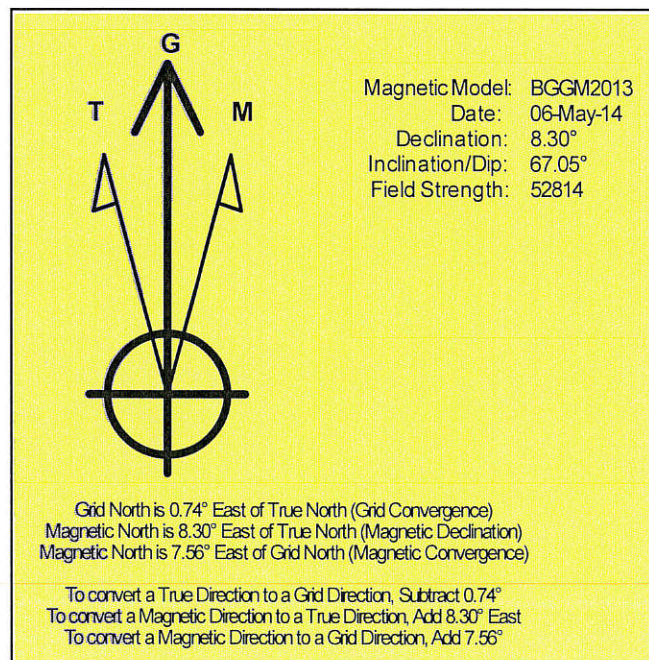 G
T M
Magnetic Model: BGGM2013
Date: 06-May-14
Declination: 8.30°
Inclination/Dip: 67.05°
Field Strength: 52814
Grid North is 0.74° East of True North (Grid Convergence)
Magnetic North is 8.30° East of True North (Magnetic Declination)
Magnetic North is 7.56° East of Grid North (Magnetic Convergence)
To convert a True Direction to a Grid Direction, Subtract 0.74°
To convert a Magnetic Direction to a True Direction, Add 8.30° East
To convert a Magnetic Direction to a Grid Direction, Add 7.56°